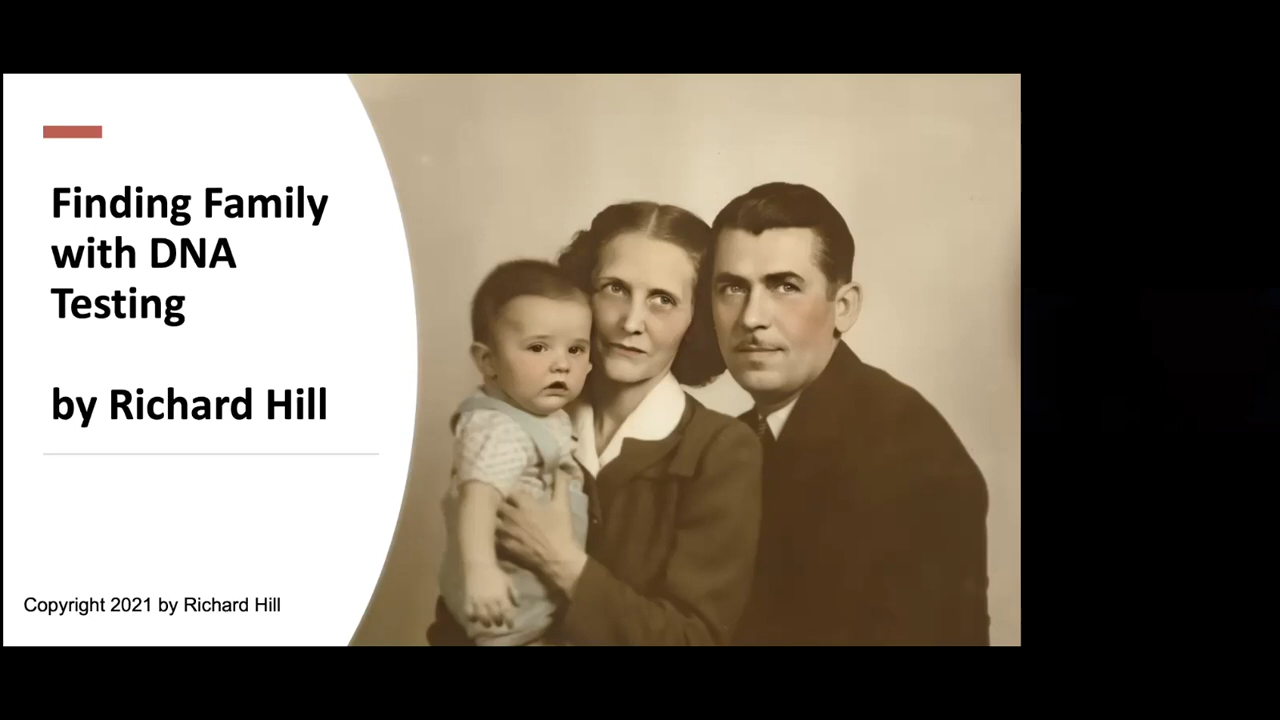 Finding Family
with DNA
Testing
by Richard Hill
Copyright 2021 by Richard Hill